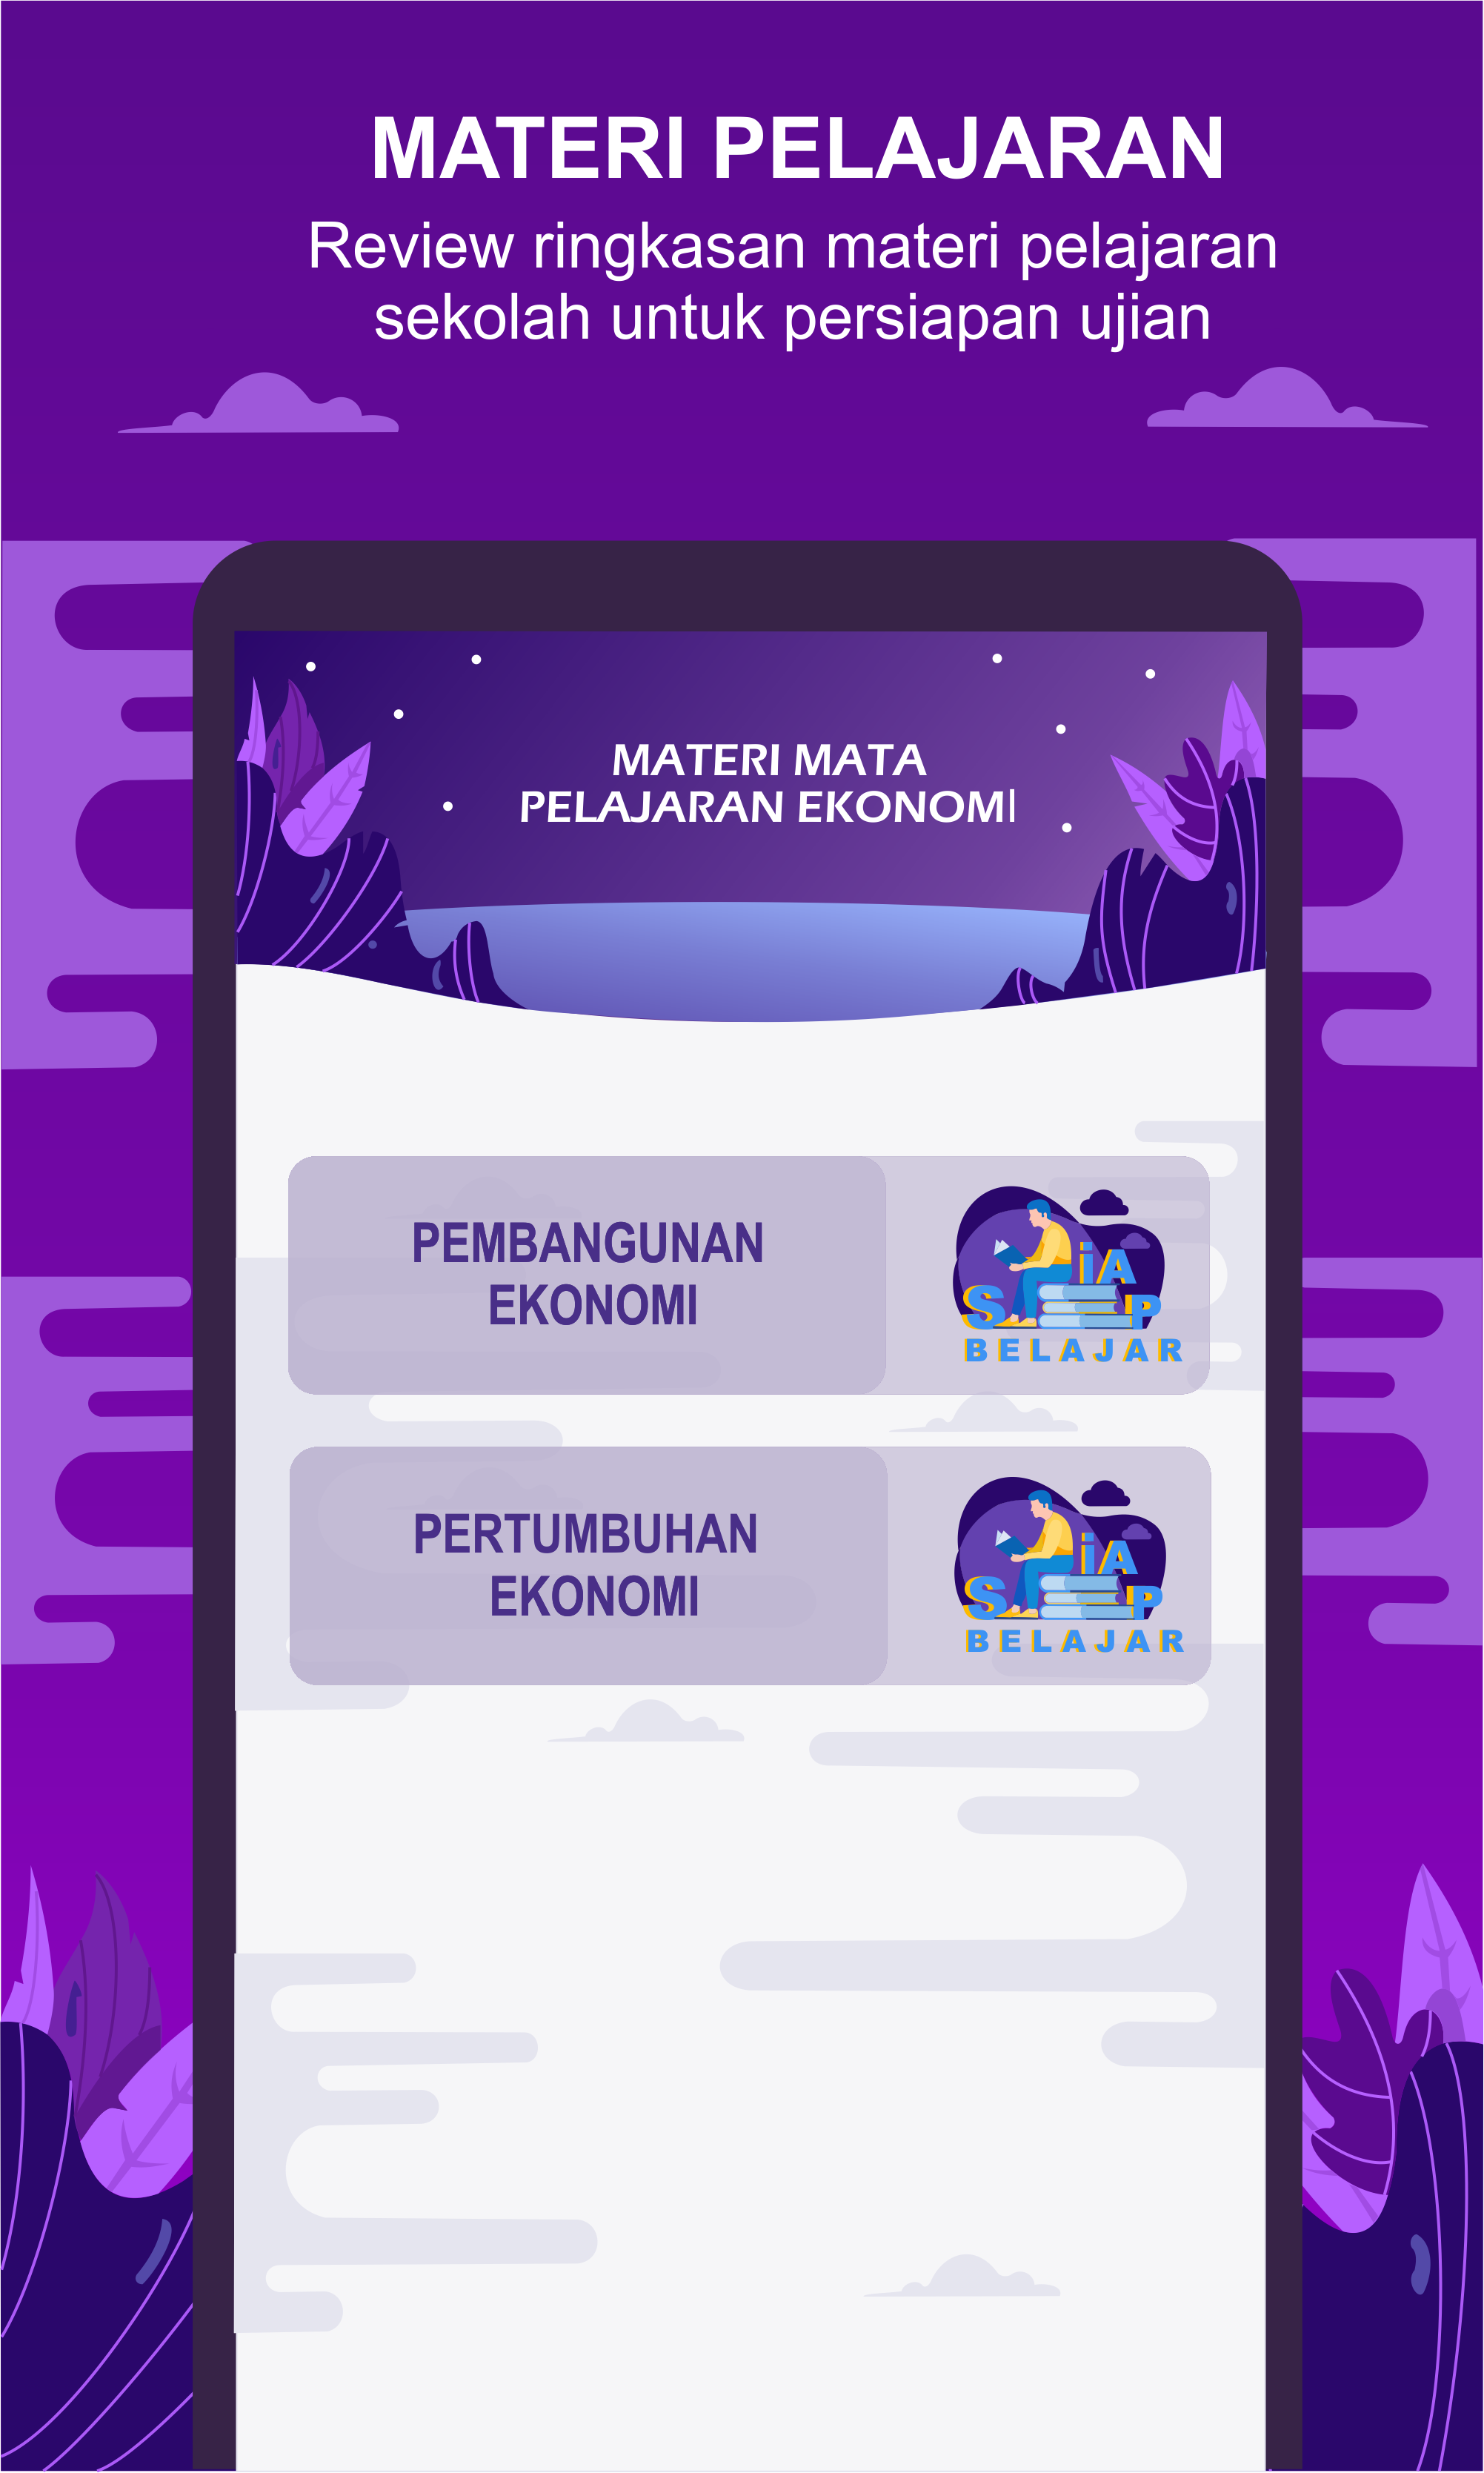 MATERI PELAJARAN
Review ringkasan materi pelajaran
sekolah untuk persiapan ujian
MATERI MATA
PELAJARAN EKONOMI
PEMBANGUNAN
EKONOMI
SiAP
BELAJAR
PERTUMBUHAN
EKONOMI
SiAP
BELAJAR